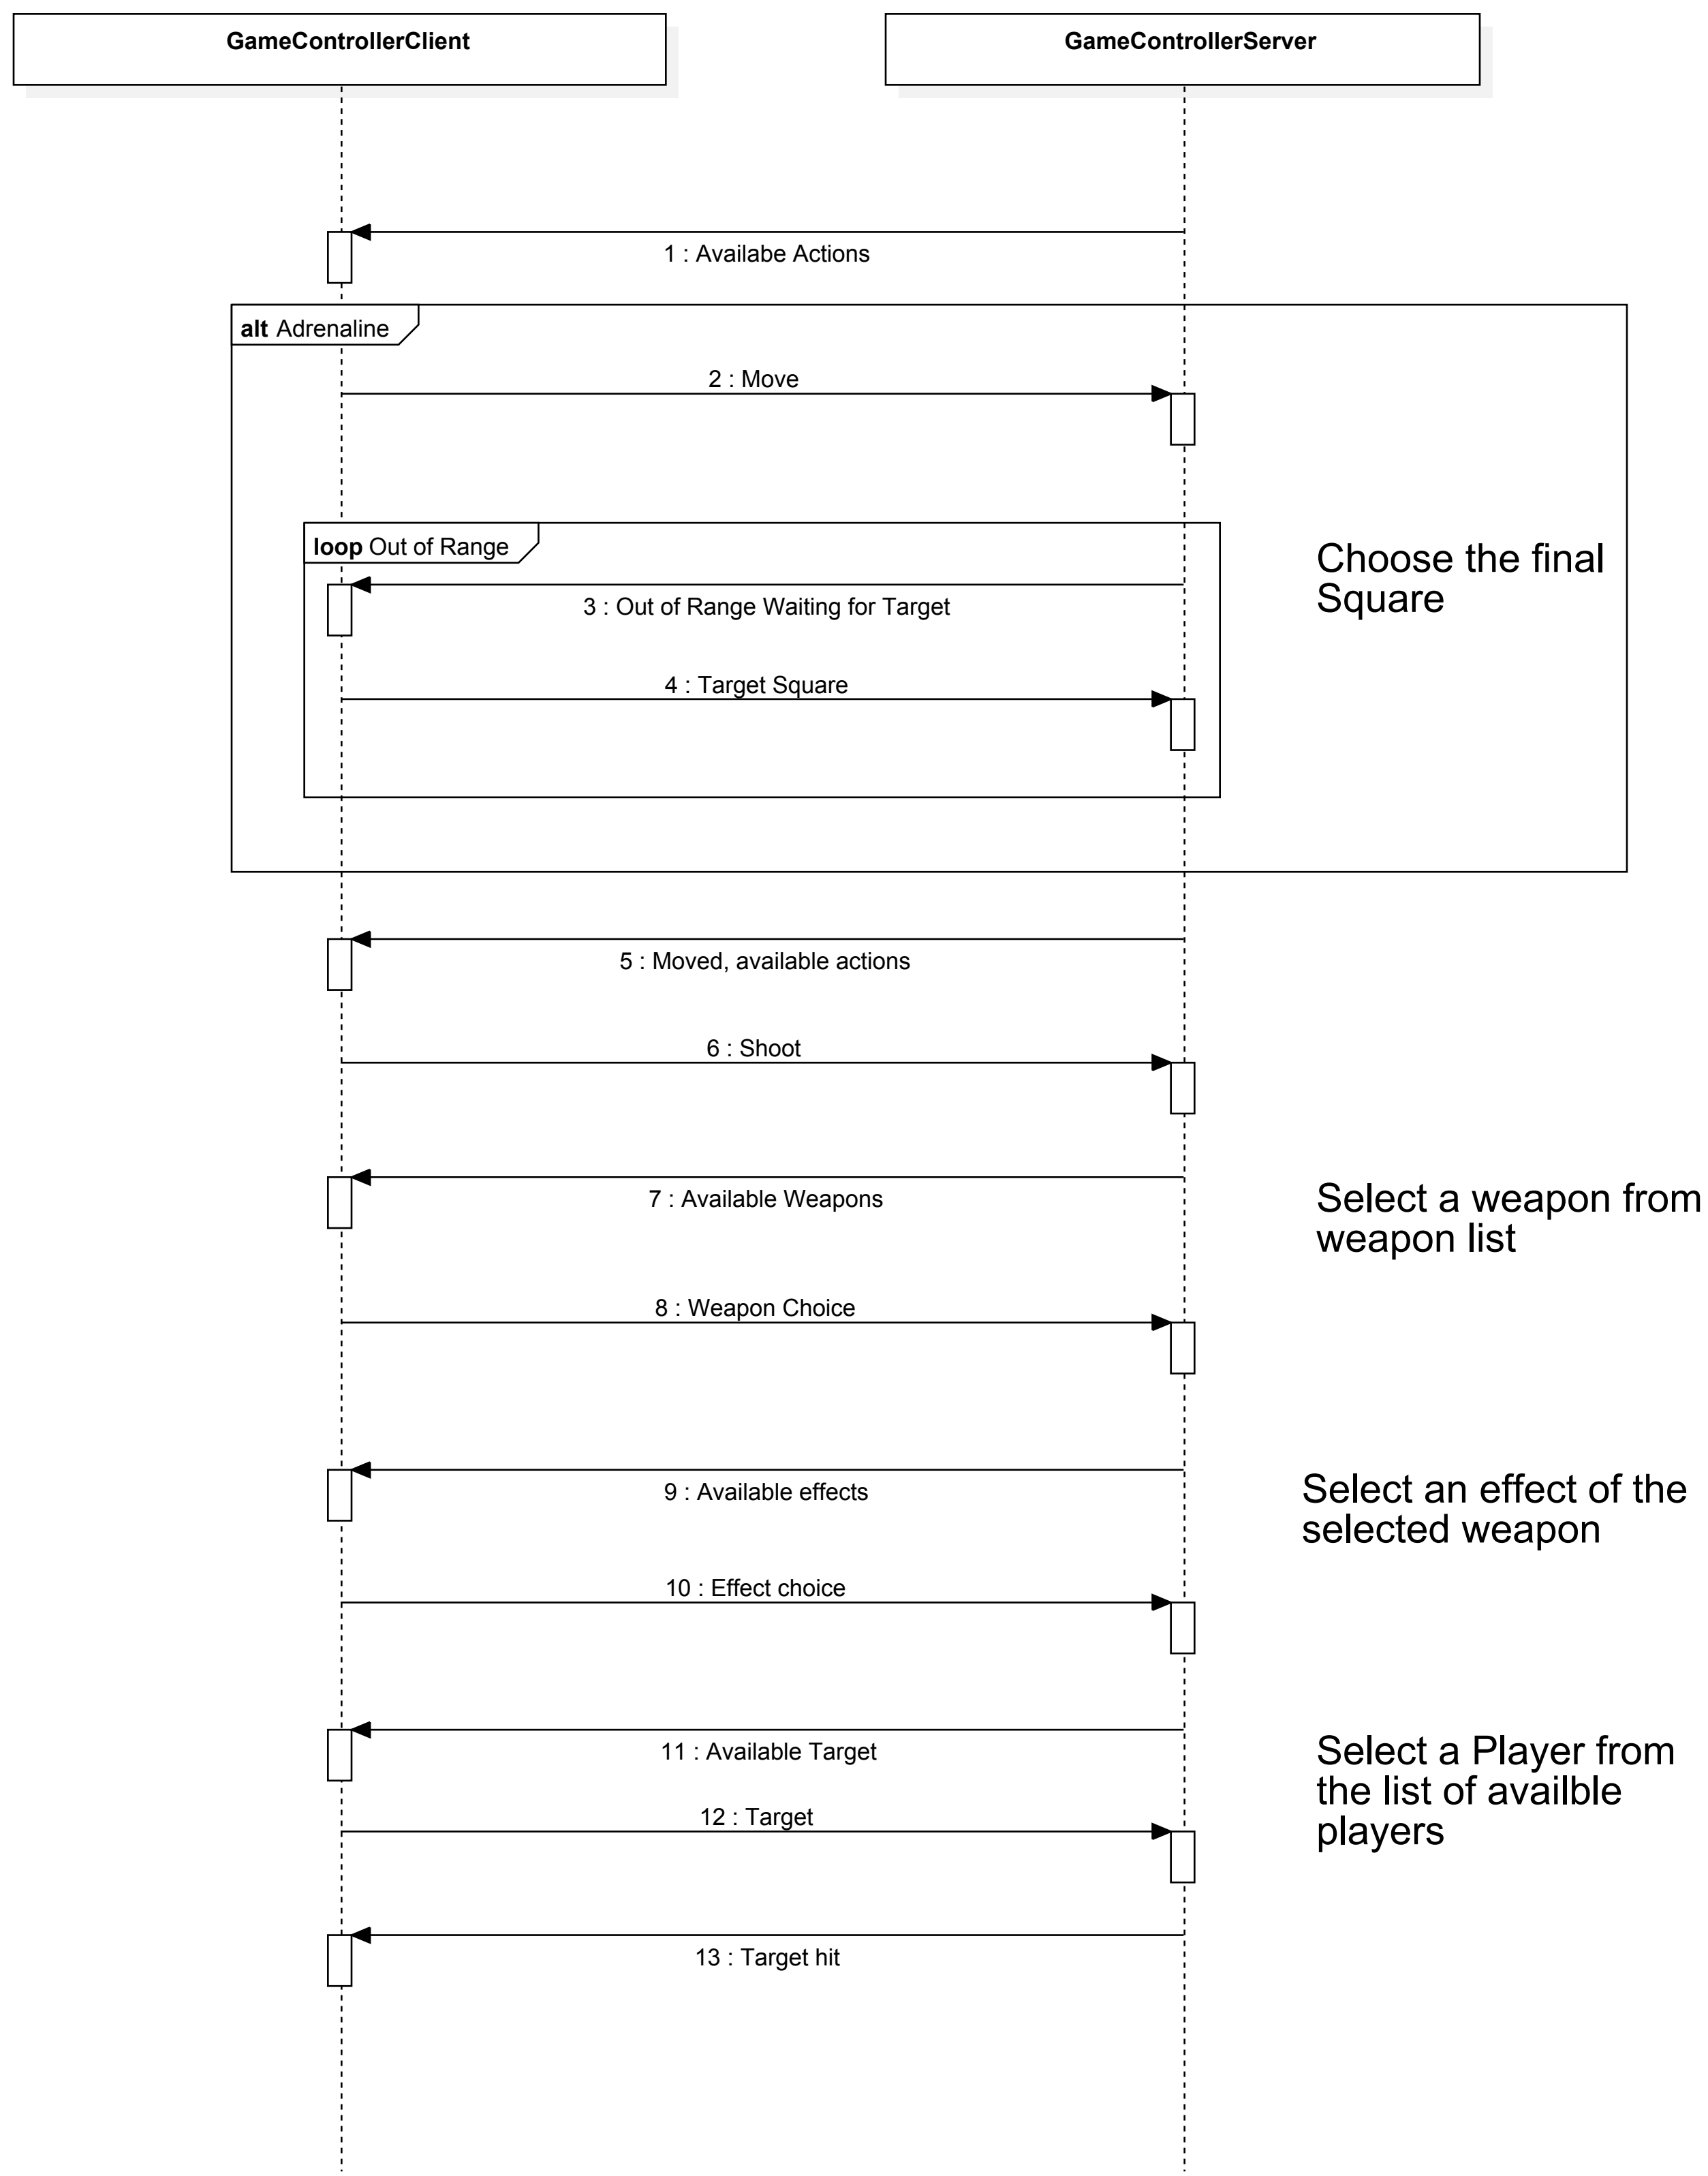 GameControllerClient
GameControllerServer
1 : Availabe Actions
alt Adrenaline
2 : Move
loop Out of Range
Choose the final
Square
3 : Out of Range Waiting for Target
4 : Target Square
5 : Moved, available actions
6 : Shoot
7 : Available Weapons
Select a weapon from
weapon list
8 : Weapon Choice
9 : Available effects
Select an effect of the
selected weapon
10 : Effect choice
11 : Available Target
Select a Player from
the list of availble
players
12 : Target
13 : Target hit